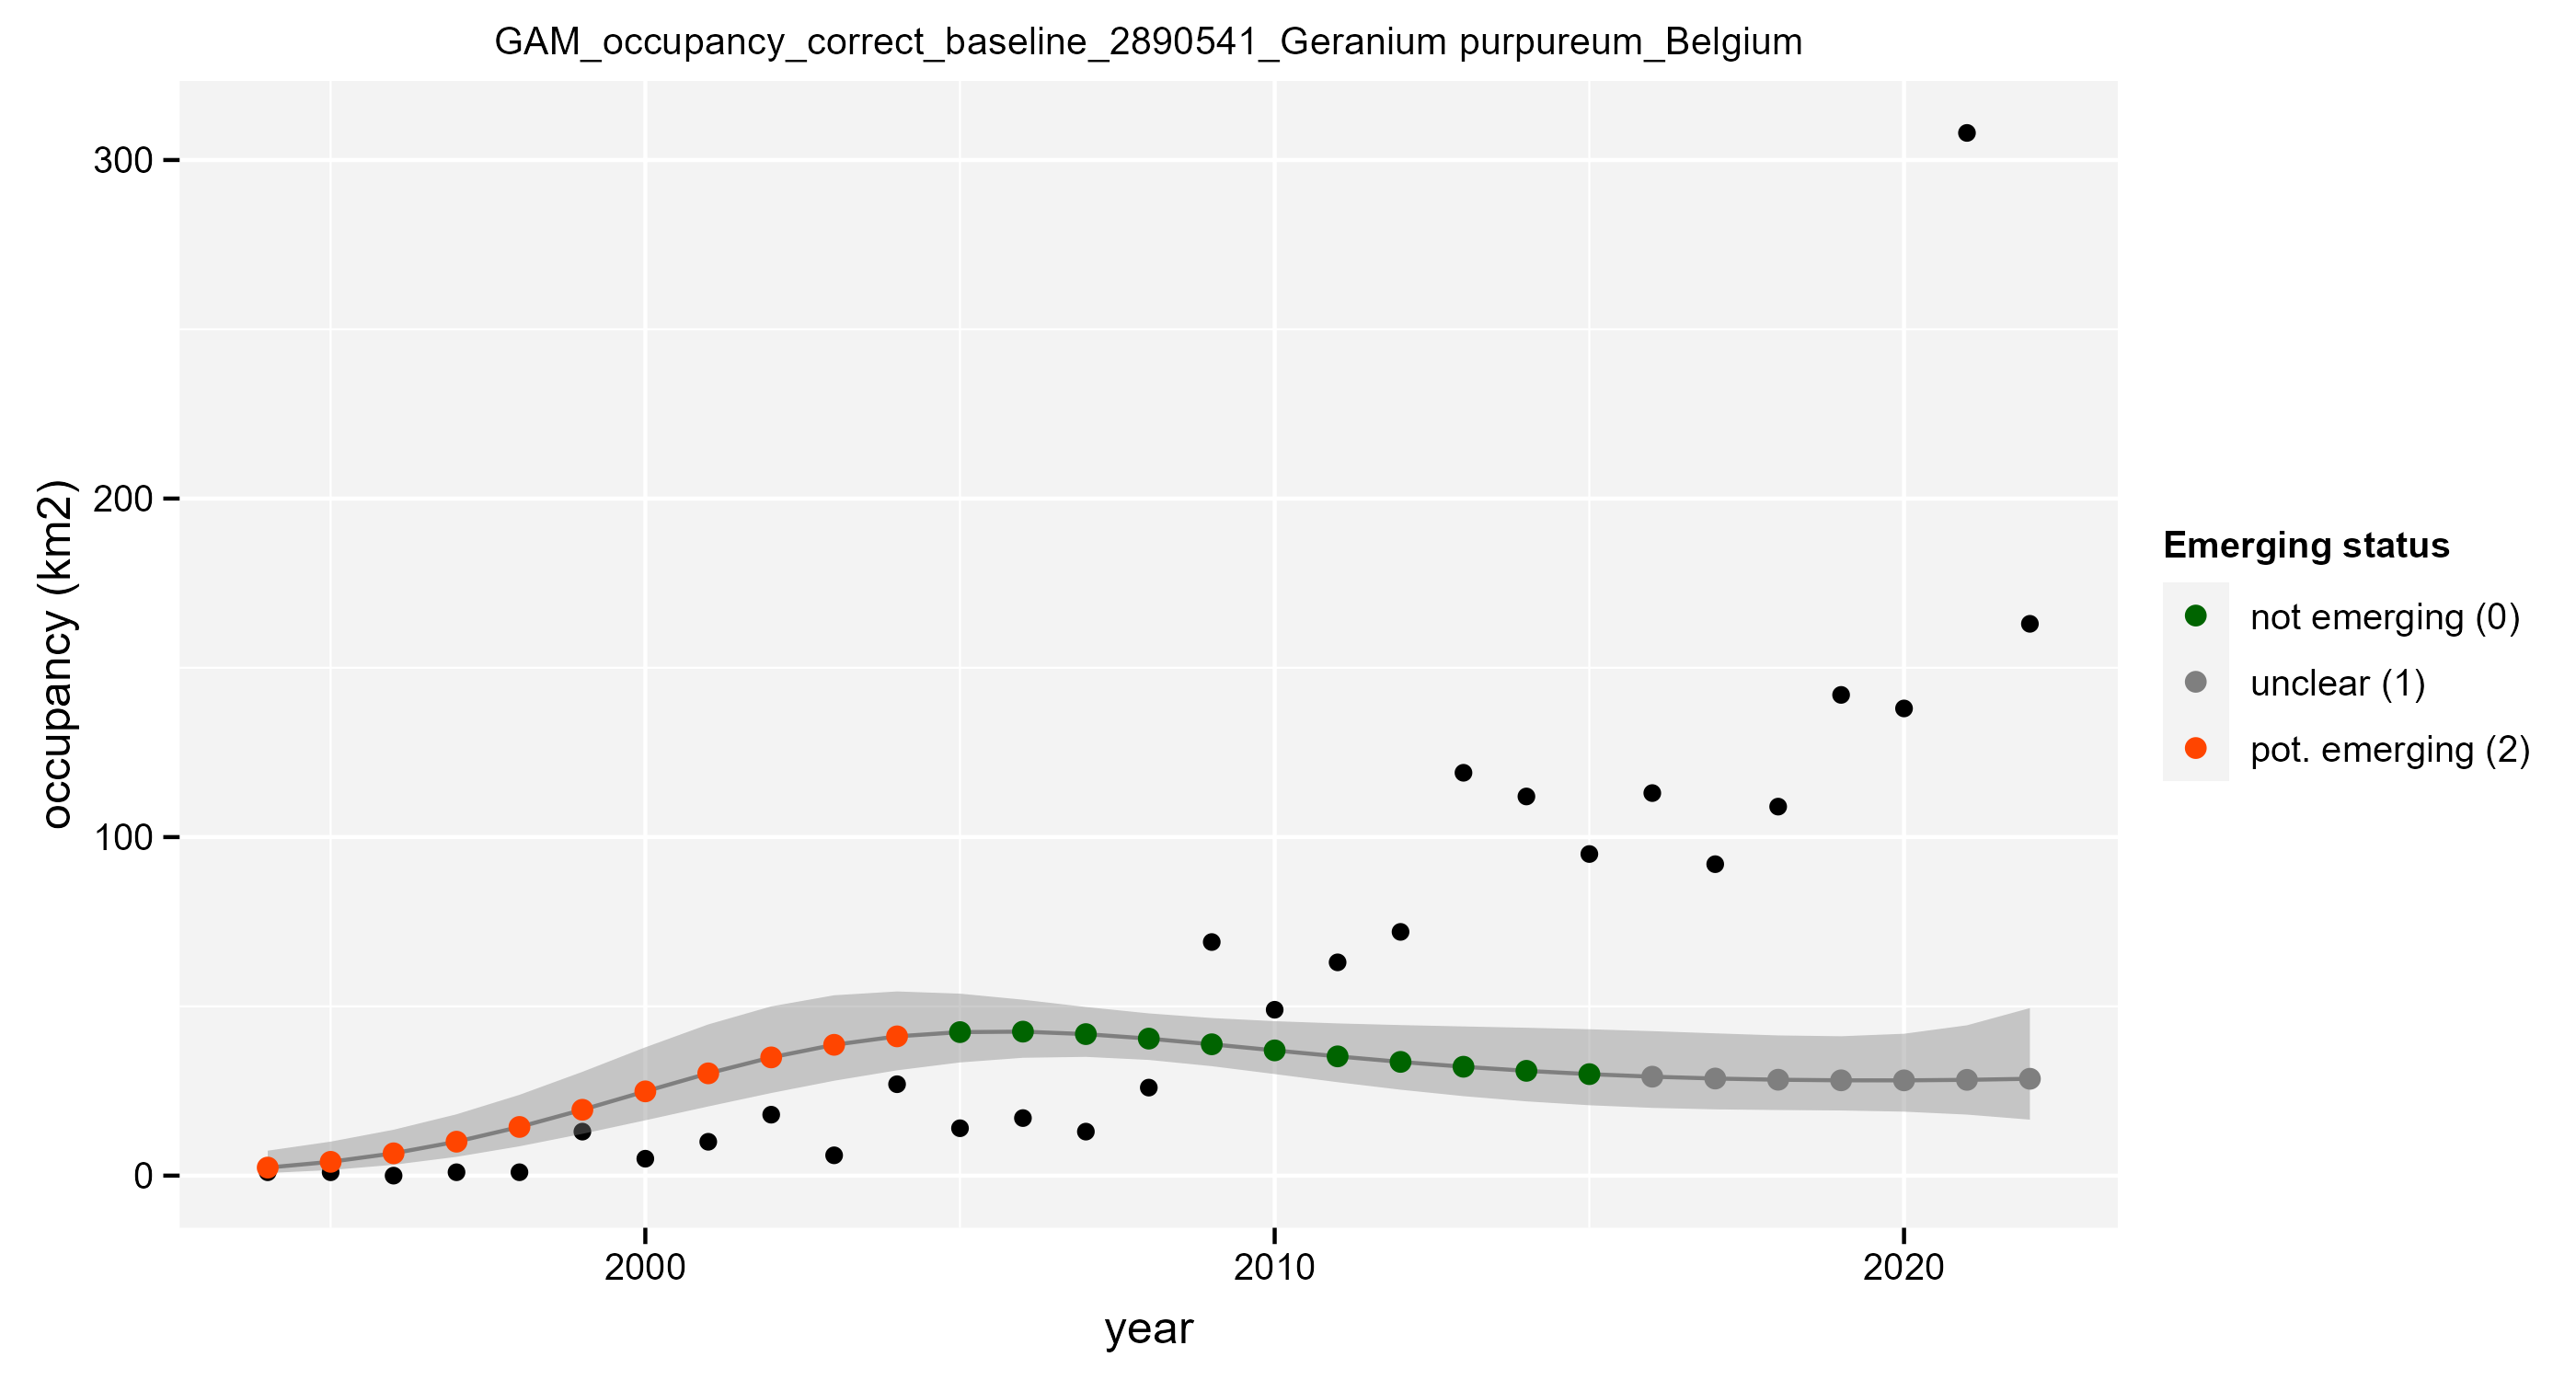 GAM_occupancy_correct_baseline_2890541_Geranium purpureum_Belgium
occupancy (km2)
300
200
100
0
2000
2010
2020
year
Emerging status
not emerging (0)
unclear (1)
pot. emerging (2)